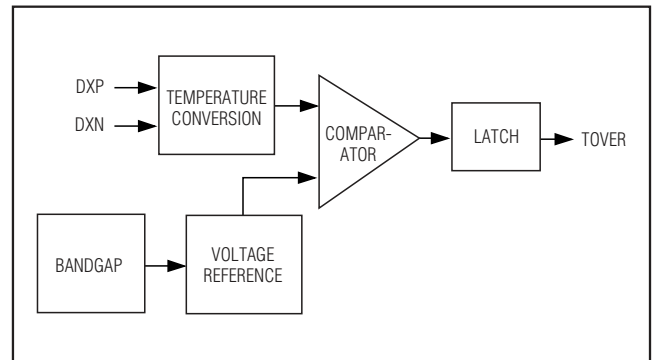 DXP
DXN
TEMPERATURE
CONVERSION
COMPAR-
ATOR
LATCH
TOVER
BANDGAP
VOLTAGE
REFERENCE